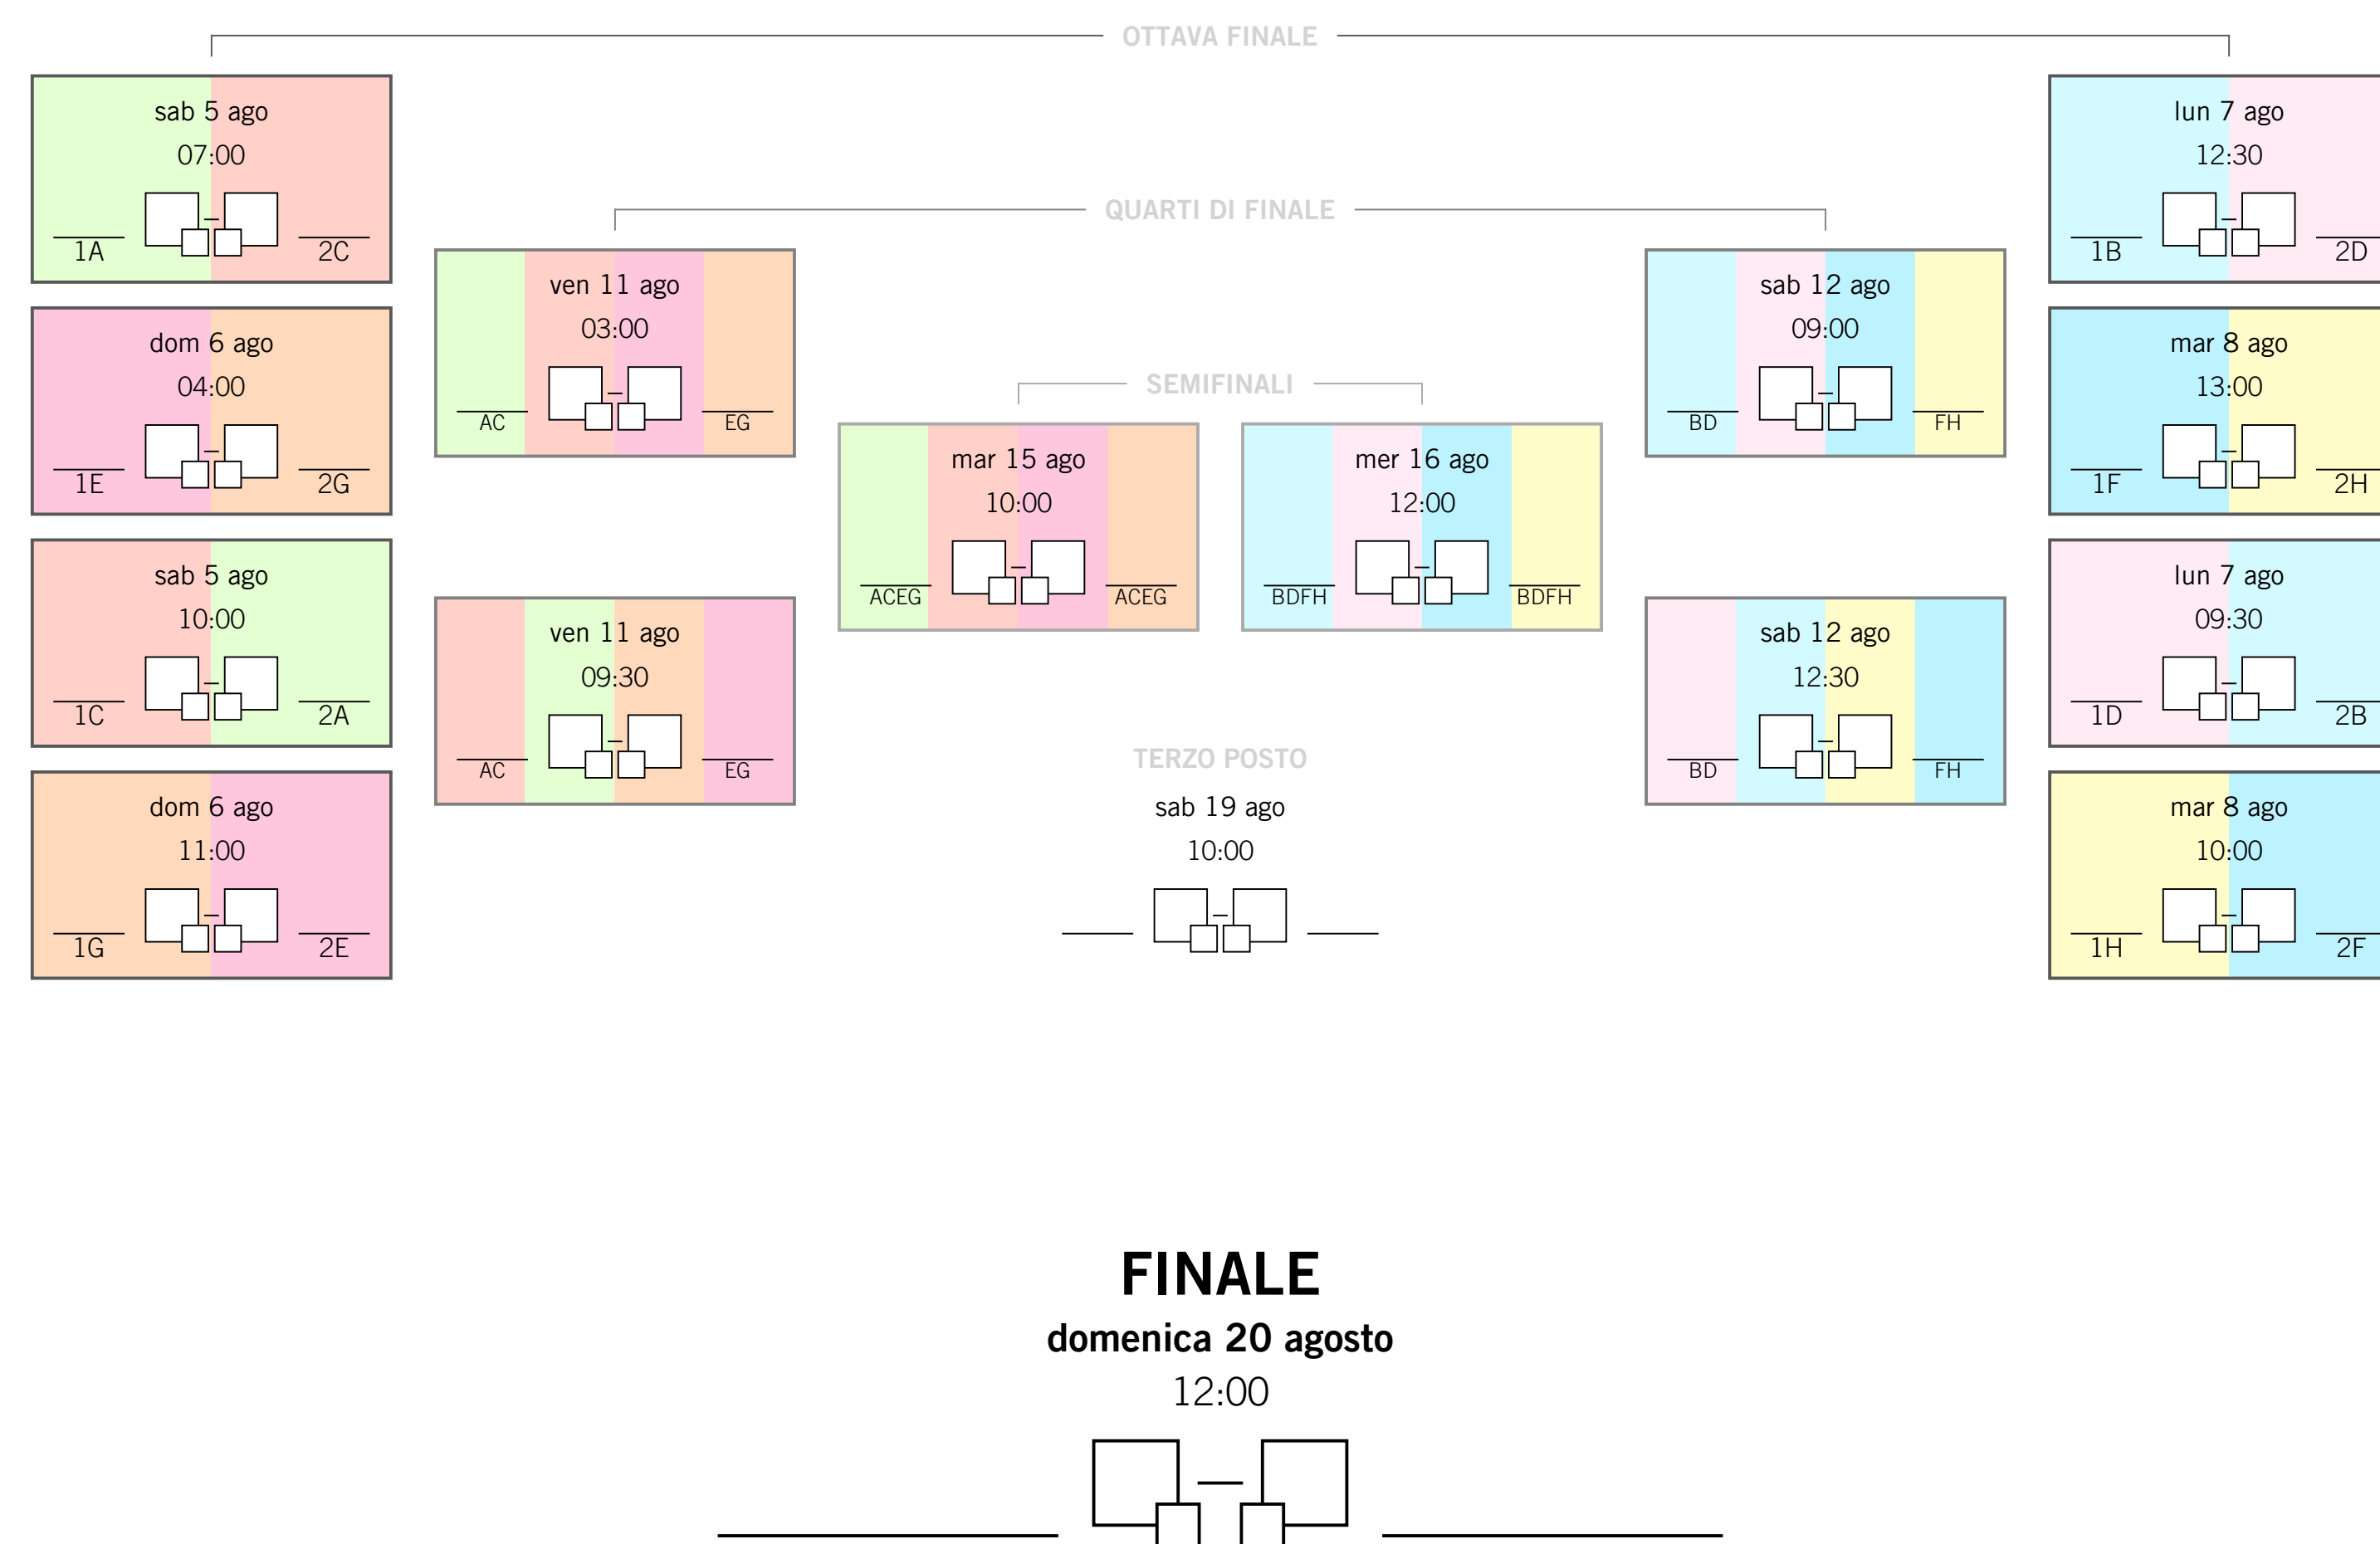 OTTAVA FINALE
sab 5 ago
07:00
1A – 2C
dom 6 ago
04:00
1E – 2G
sab 5 ago
10:00
1C – 2A
dom 6 ago
11:00
1G – 2E
QUARTI DI FINALE
ven 11 ago
03:00
AC – EG
ven 11 ago
09:30
AC – EG
SEMIFINALI
mar 15 ago
10:00
ACEG – ACEG
mer 16 ago
12:00
BDFH – BDFH
sab 12 ago
09:00
BD – FH
sab 12 ago
12:30
BD – FH
lun 7 ago
12:30
1B – 2D
mar 8 ago
13:00
1F – 2H
lun 7 ago
09:30
1D – 2B
mar 8 ago
10:00
1H – 2F
TERZO POSTO
sab 19 ago
10:00
–
FINALE
domenica 20 agosto
12:00
–